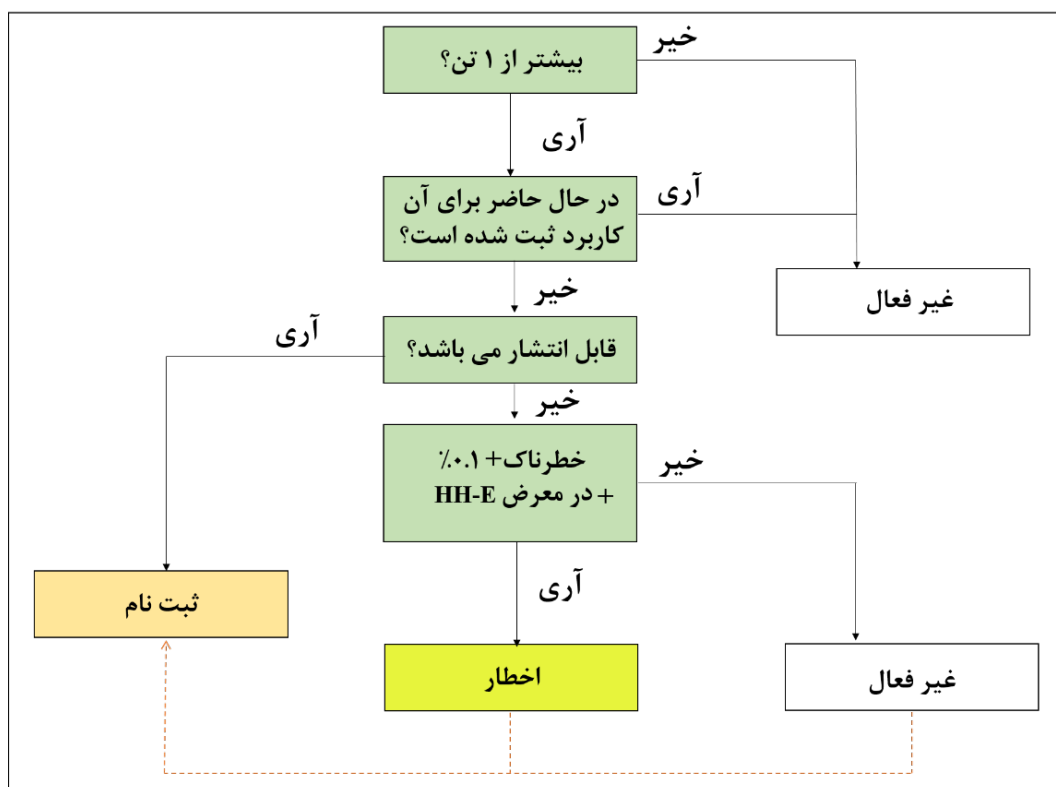 بیشتر از ۱ تن؟
خیر
آری
در حال حاضر برای آن
کاربرد ثبت شده است؟
آری
غیر فعال
خیر
قابل انتشار می باشد؟
آری
خیر
خطرناک+ ۰.۱٪
+ در معرض HH-E
خیر
آری
ثبت نام
اخطار
غیر فعال